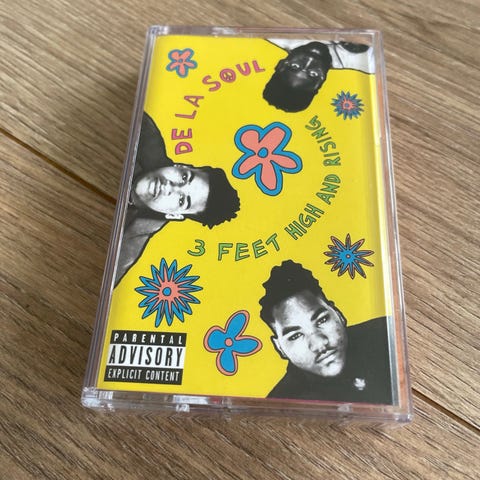 DE LA SOUL
3 FEET HIGH AND RISING
PARENTAL
ADVISORY
EXPLICIT CONTENT